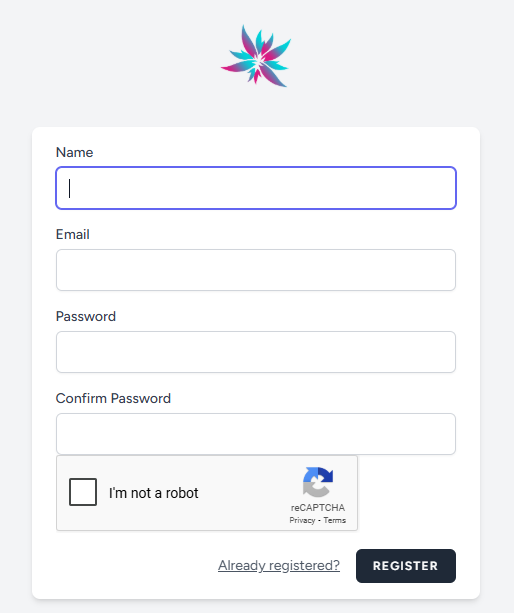 Name
Email
Password
Confirm Password
I'm not a robot
reCAPTCHA
Privacy - Terms
Already registered? REGISTER